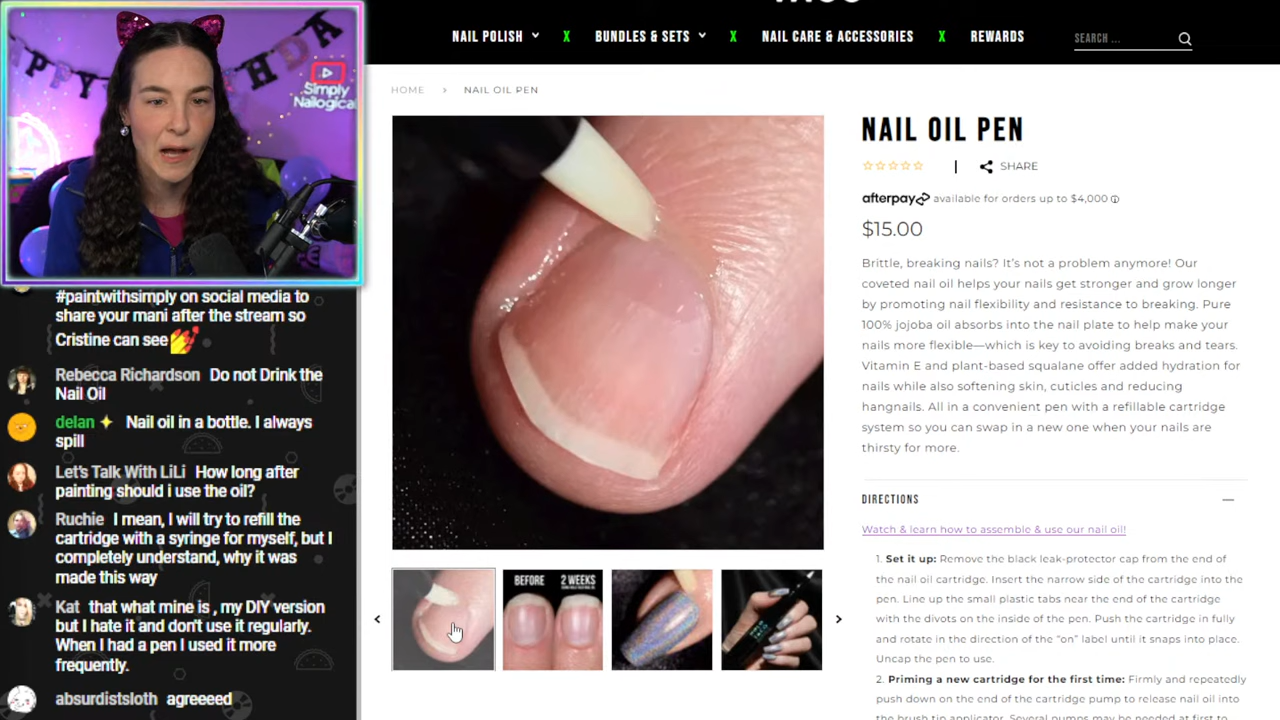 Simply
Nailogical
#paintwithsimply on social media to
share your mani after the stream so
Cristine can see
Rebecca Richardson Do not Drink the
Nail Oil
delan Nail oil in a bottle. I always
spill
Let's Talk With LiLi How long after
painting should i use the oil?
Ruchie I mean, I will try to refill the
cartridge with a syringe for myself, but I
completely understand, why it was
made this way
Kat that what mine is , my DIY version
but I hate it and don't use it regularly.
When I had a pen I used it more
frequently.
absurdistsloth agreeeed
NAIL POLISH X BUNDLES & SETS X NAIL CARE & ACCESSORIES X REWARDS SEARCH ...
HOME > NAIL OIL PEN
BEFORE 2 WEEKS
NAIL OIL PEN
SHARE
afterpay available for orders up to $4,000
$15.00
Brittle, breaking nails? It's not a problem anymore! Our
coveted nail oil helps your nails get stronger and grow longer
by promoting nail flexibility and resistance to breaking. Pure
100% jojoba oil absorbs into the nail plate to help make your
nails more flexible—which is key to avoiding breaks and tears.
Vitamin E and plant-based squalane offer added hydration for
nails while also softening skin, cuticles and reducing
hangnails. All in a convenient pen with a refillable cartridge
system so you can swap in a new one when your nails are
thirsty for more.
DIRECTIONS
Watch & learn how to assemble & use our nail oil!
1. Set it up: Remove the black leak-protector cap from the end of
the nail oil cartridge. Insert the narrow side of the cartridge into the
pen. Line up the small plastic tabs near the end of the cartridge
with the divots on the inside of the pen. Push the cartridge in fully
and rotate in the direction of the "on" label until it snaps into place.
Uncap the pen to use.
2. Priming a new cartridge for the first time: Firmly and repeatedly
push down on the end of the cartridge pump to release nail oil into
the brush tip applicator. Several pumps may be needed at first to